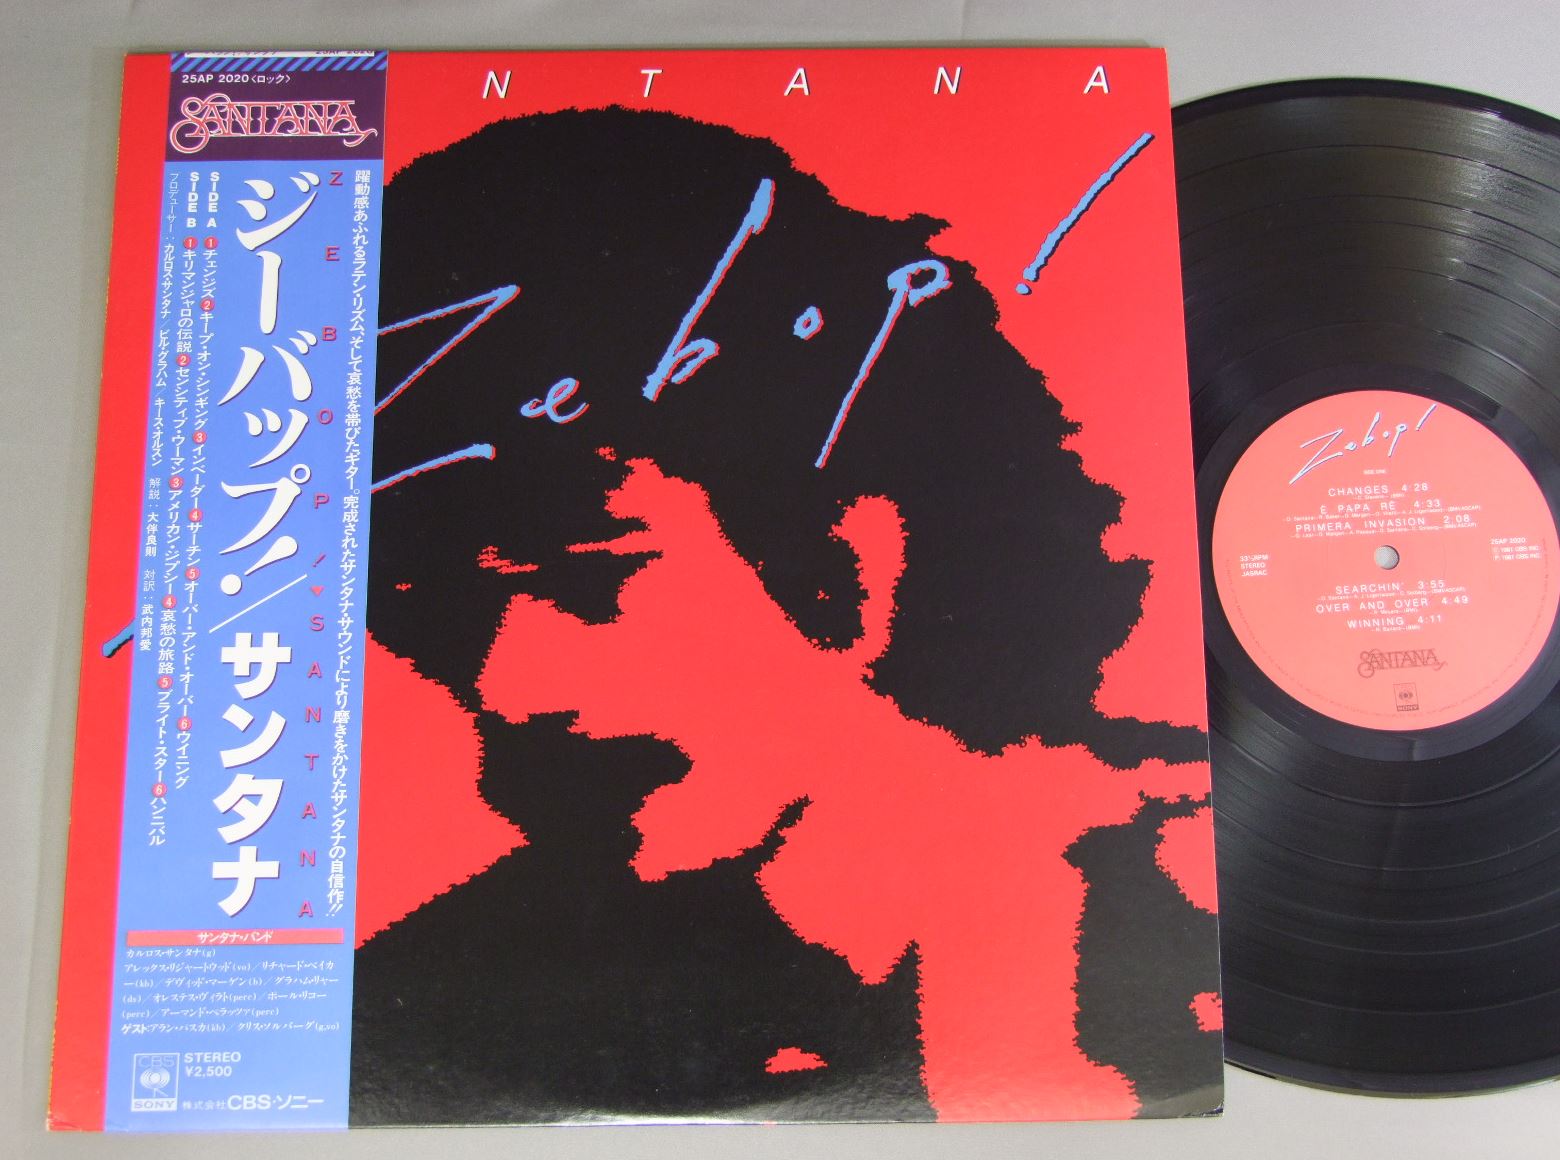 25AP 2020〈ロック〉
SANTANA
NTANA
Zebop!
ZEBOP!▼SANTANA
躍動感あふれるラテン・リズム、そして哀愁を帯びたギター。完成されたサンタナ・サウンドにより磨きをかけたサンタナの自信作!!
ジーバップ!/サンタナ
SIDE A ①チェンジズ②キープ・オン・シンギング③インベーダー④サーチン⑤オーバー・アンド・オーバー⑥ウイニング
SIDE B ①キリマンジャロの伝説②センシティブ・ウーマン③アメリカン・ジプシー④哀愁の旅路⑤ブライト・スター⑥ハンニバル
プロデューサー:カルロス・サンタナ/ビル・グラハム/キース・オルスン 解説:大伴良則 対訳:武内邦愛
サンタナ・バンド
カルロス・サンタナ(g)
アレックス・リジャートウッド(vo)/リチャード・ベイカ
ー(kb)/デヴィッド・マーゲン(b)/グラハム・リヤー
(ds)/オレステス・ヴィラト(perc)/ポール・リコー
(perc)/アーマンド・ペラッツァ(perc)
ゲスト:アラン・パスカ(kb)/クリス・ソルバーグ(g,vo)
CBS
SONY
STEREO
¥2,500
株式会社 CBS・ソニー
Zebop!
SIDE ONE
CHANGES 4:28
É PAPA RÉ 4:33
PRIMERA INVASION 2:08
33⅓RPM
STEREO
JASRAC
25AP 2020
Ⓒ 1981 CBS INC.
Ⓟ 1981 CBS INC.
SEARCHIN' 3:55
OVER AND OVER 4:49
WINNING 4:11
SANTANA
SONY